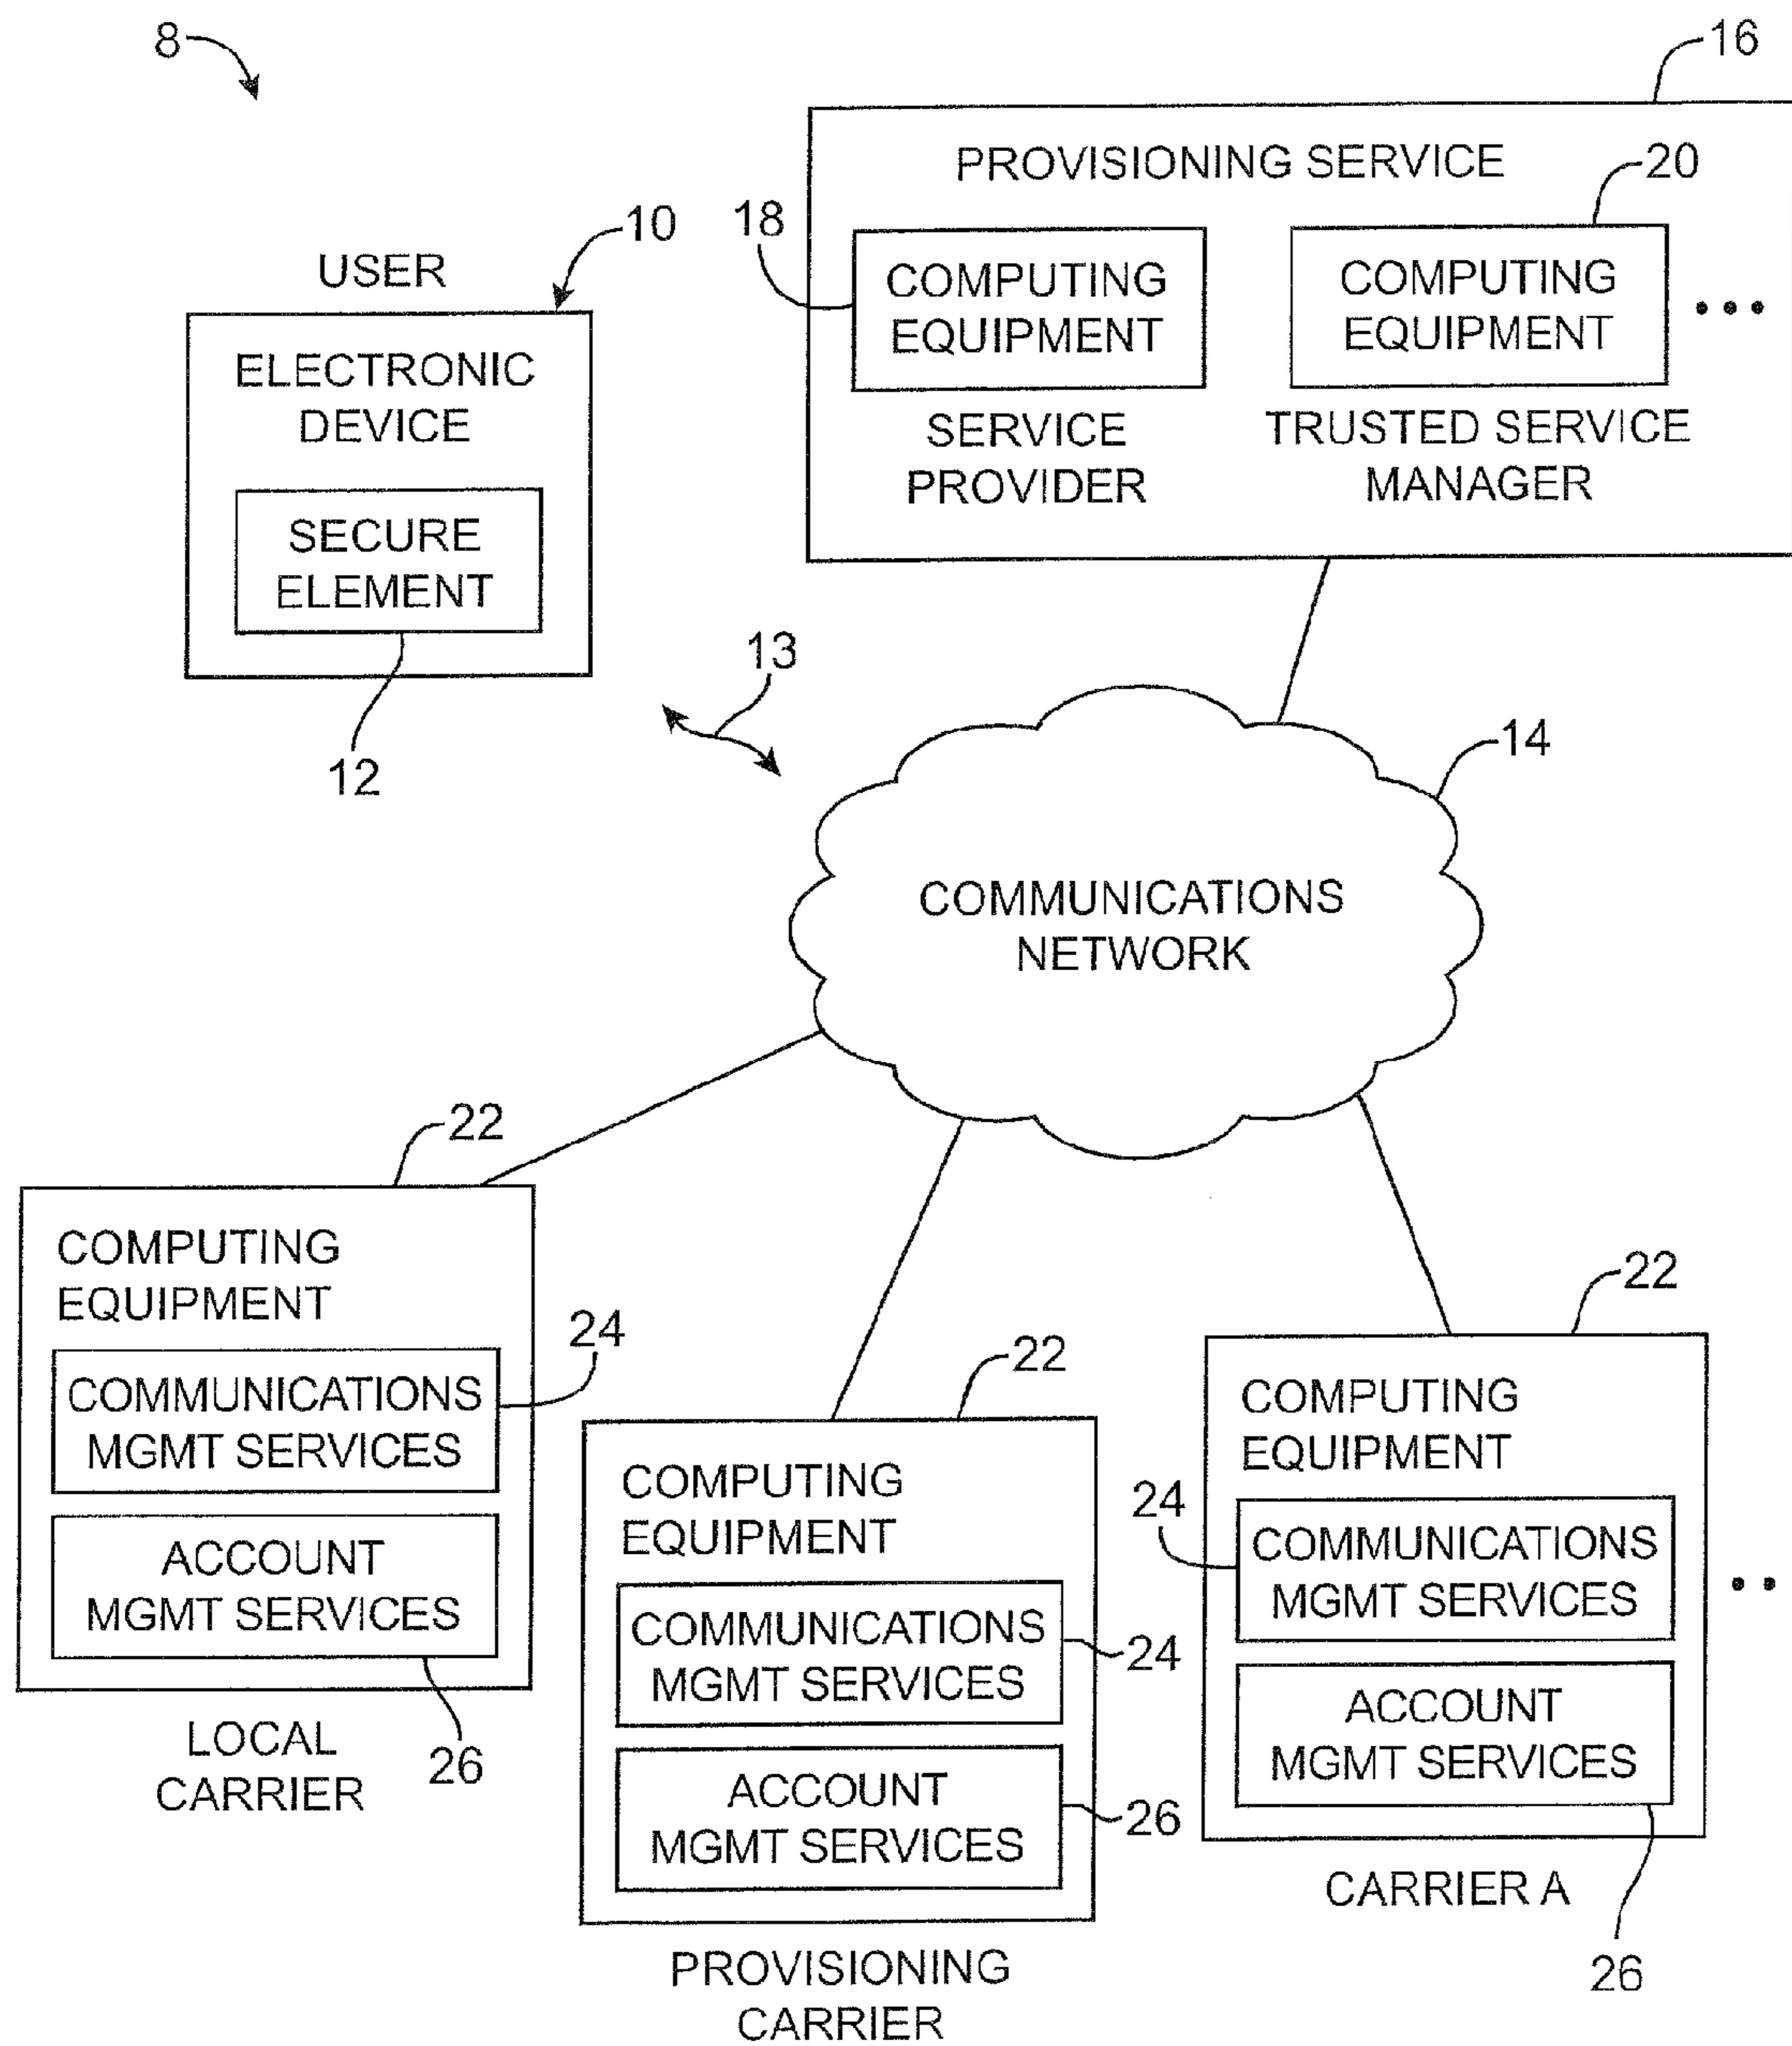 8
16
PROVISIONING SERVICE
20
18
COMPUTING
EQUIPMENT
SERVICE
PROVIDER
COMPUTING
EQUIPMENT
TRUSTED SERVICE
MANAGER
10
USER
ELECTRONIC
DEVICE
SECURE
ELEMENT
12
13
14
COMMUNICATIONS
NETWORK
22
COMPUTING
EQUIPMENT
24
COMMUNICATIONS
MGMT SERVICES
ACCOUNT
MGMT SERVICES
26
LOCAL
CARRIER
22
COMPUTING
EQUIPMENT
COMMUNICATIONS
MGMT SERVICES
24
ACCOUNT
MGMT SERVICES
26
PROVISIONING
CARRIER
22
COMPUTING
EQUIPMENT
24
COMMUNICATIONS
MGMT SERVICES
ACCOUNT
MGMT SERVICES
CARRIER A
26